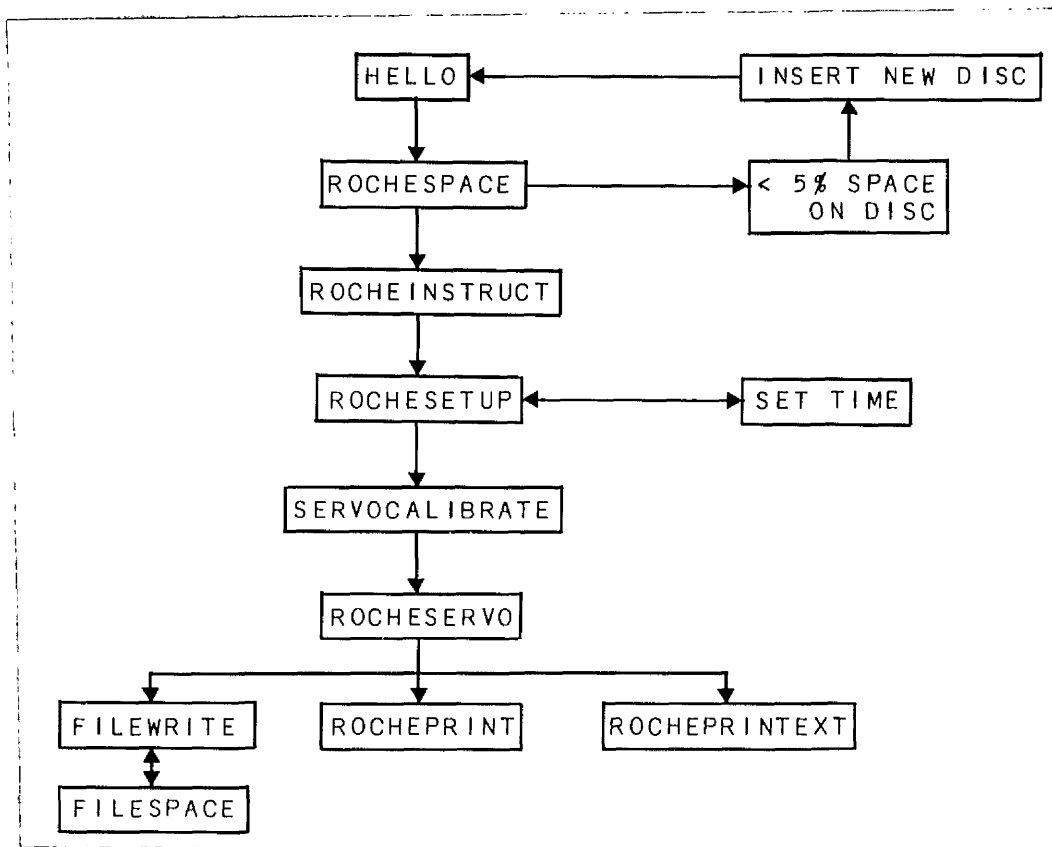 HELLO
INSERT NEW DISC
ROCHESPACE
< 5% SPACE
ON DISC
ROCHEINSTRUCT
ROCHESETUP
SET TIME
SERVOCALIBRATE
ROCHESERVO
FILEWRITE
ROCHEPRINT
ROCHEPRINTEXT
FILESPACE